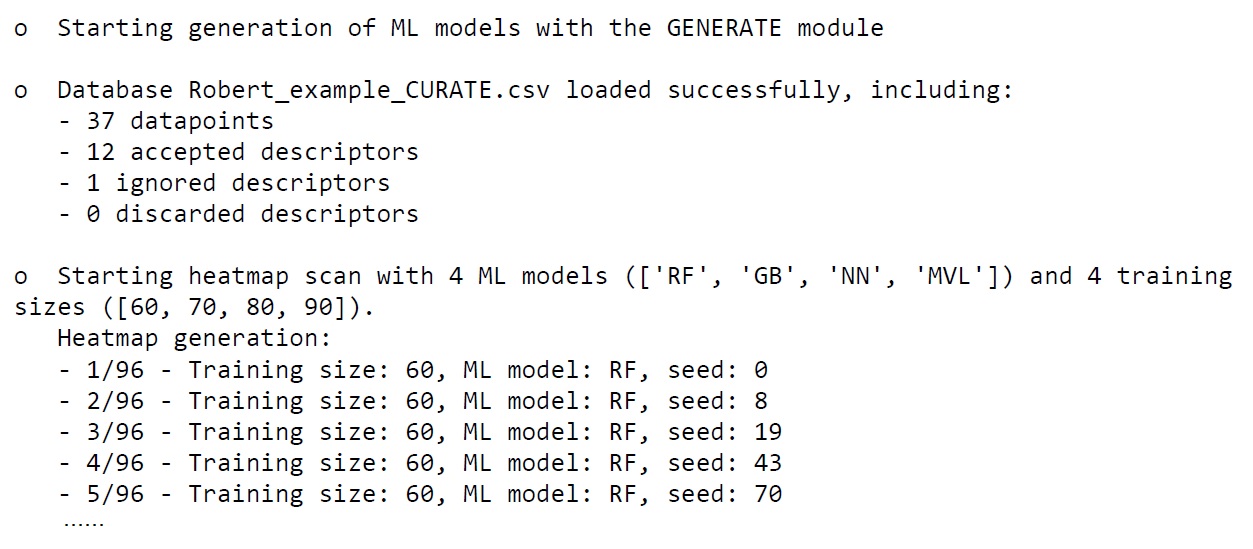 o  Starting generation of ML models with the GENERATE module
o  Database Robert_example_CURATE.csv loaded successfully, including:
- 37 datapoints
- 12 accepted descriptors
- 1 ignored descriptors
- 0 discarded descriptors
o  Starting heatmap scan with 4 ML models (['RF', 'GB', 'NN', 'MVL']) and 4 training
sizes ([60, 70, 80, 90]).
Heatmap generation:
- 1/96 - Training size: 60, ML model: RF, seed: 0
- 2/96 - Training size: 60, ML model: RF, seed: 8
- 3/96 - Training size: 60, ML model: RF, seed: 19
- 4/96 - Training size: 60, ML model: RF, seed: 43
- 5/96 - Training size: 60, ML model: RF, seed: 70
......